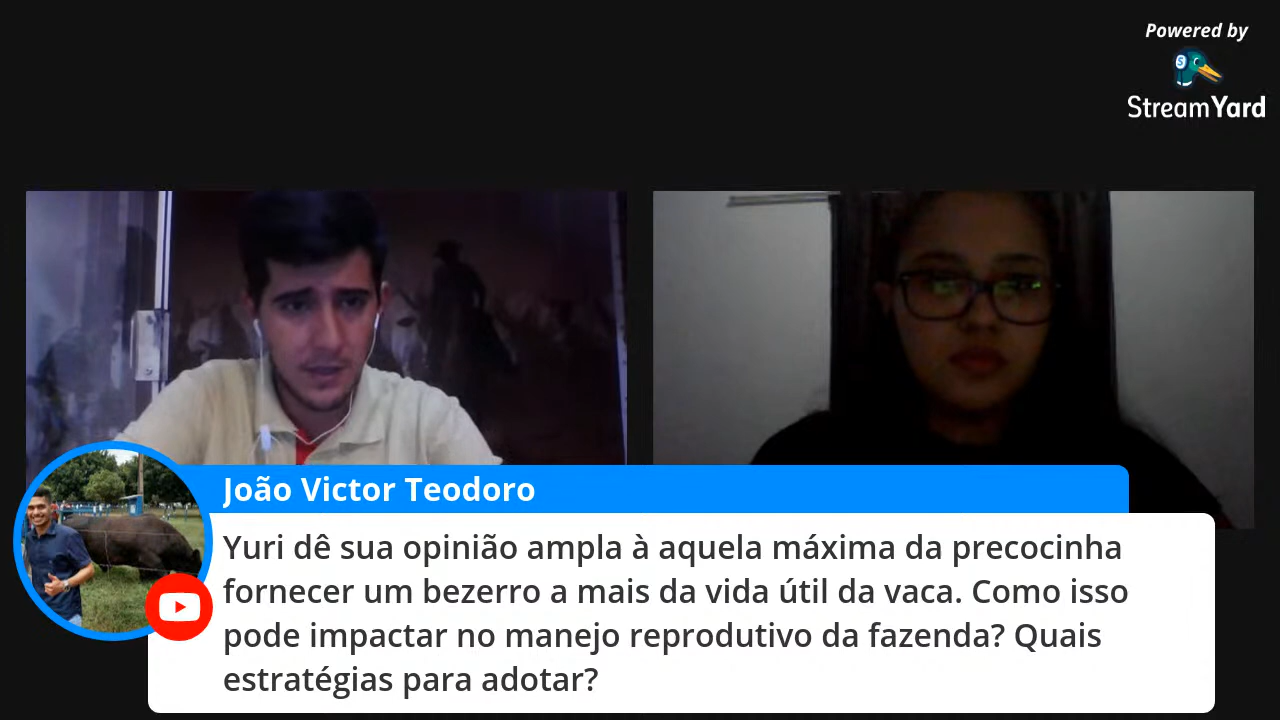 Powered by
StreamYard
João Victor Teodoro
Yuri dê sua opinião ampla à aquela máxima da precocinha
fornecer um bezerro a mais da vida útil da vaca. Como isso
pode impactar no manejo reprodutivo da fazenda? Quais
estratégias para adotar?